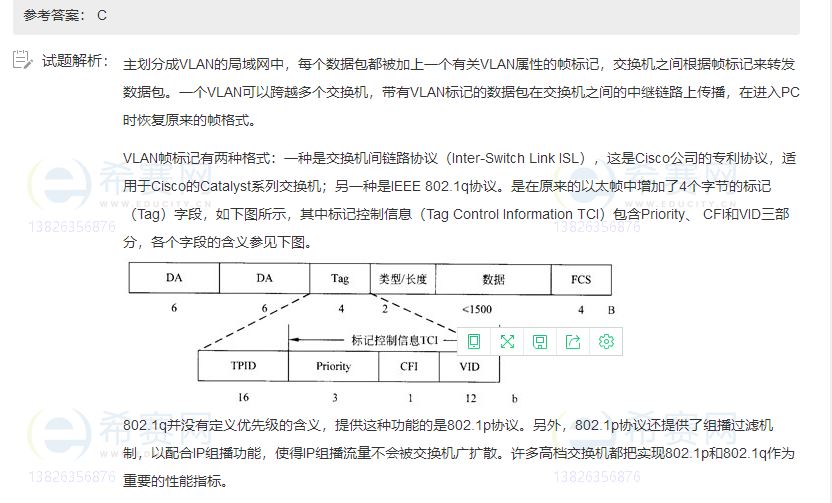 参考答案： C
试题解析：
主划分成VLAN的局域网中，每个数据包都被加上一个有关VLAN属性的帧标记，交换机之间根据帧标记来转发
数据包。一个VLAN可以跨越多个交换机，带有VLAN标记的数据包在交换机之间的中继链路上传播，在进入PC
时恢复原来的帧格式。
VLAN帧标记有两种格式：一种是交换机间链路协议（Inter-Switch Link ISL），这是Cisco公司的专利协议，适
用于Cisco的Catalyst系列交换机；另一种是IEEE 802.1q协议。是在原来的以太帧中增加了4个字节的标记
（Tag）字段，如下图所示，其中标记控制信息（Tag Control Information TCI）包含Priority、 CFI和VID三部
分，各个字段的含义参见下图。
DA DA Tag 类型/长度 数据 FCS
6 6 4 2 <1500 4 B
标记控制信息TCI
TPID Priority CFI VID
16 3 1 12 b
802.1q并没有定义优先级的含义，提供这种功能的是802.1p协议。另外，802.1p协议还提供了组播过滤机
制，以配合IP组播功能，使得IP组播流量不会被交换机广扩散。许多高档交换机都把实现802.1p和802.1q作为
重要的性能指标。
希赛网
WWW.EDUCITY.CN
13826356876
希赛网
WWW.EDUCITY.CN
13826356876
希赛网
WWW.EDUCITY.CN
13826356876
希赛网
WWW.EDUCITY.CN
13826356876